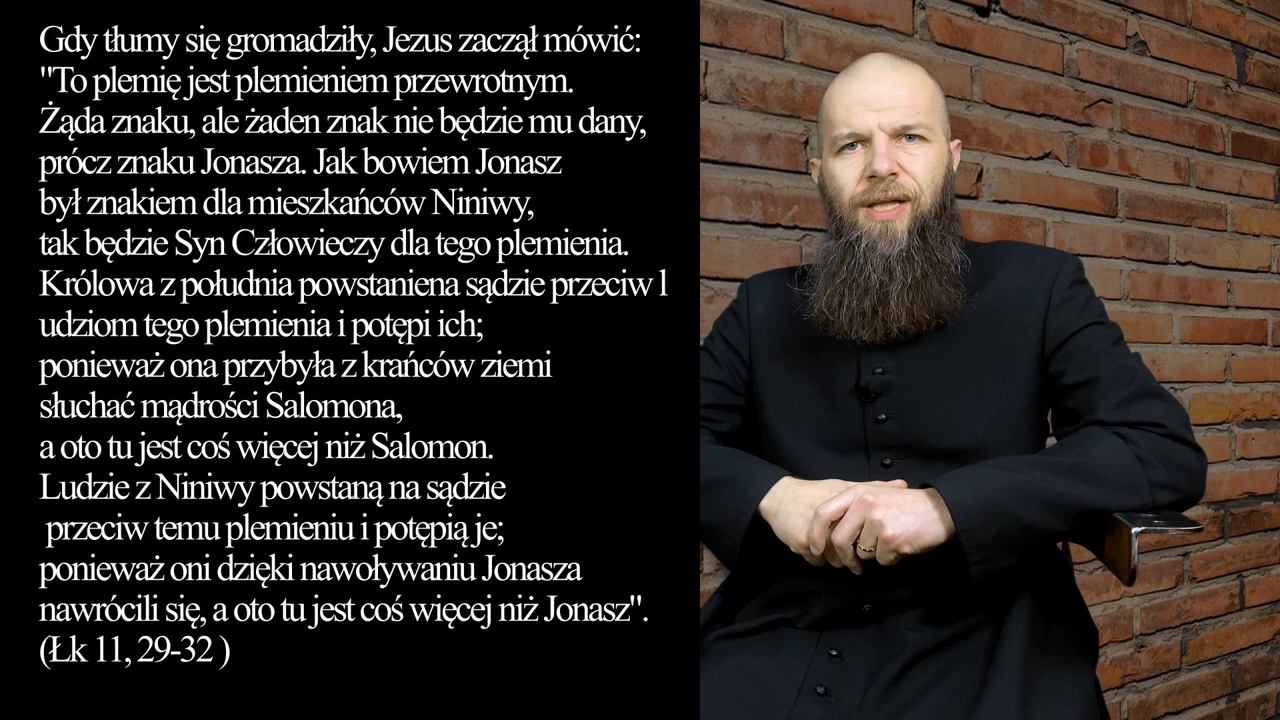 Gdy tłumy się gromadziły, Jezus zaczął mówić:
"To plemię jest plemieniem przewrotnym.
Żąda znaku, ale żaden znak nie będzie mu dany,
prócz znaku Jonasza. Jak bowiem Jonasz
był znakiem dla mieszkańców Niniwy,
tak będzie Syn Człowieczy dla tego plemienia.
Królowa z południa powstaniena sądzie przeciw l
udziom tego plemienia i potępi ich;
ponieważ ona przybyła z krańców ziemi
słuchać mądrości Salomona,
a oto tu jest coś więcej niż Salomon.
Ludzie z Niniwy powstaną na sądzie
przeciw temu plemieniu i potępią je;
ponieważ oni dzięki nawoływaniu Jonasza
nawrócili się, a oto tu jest coś więcej niż Jonasz".
(Łk 11, 29-32 )